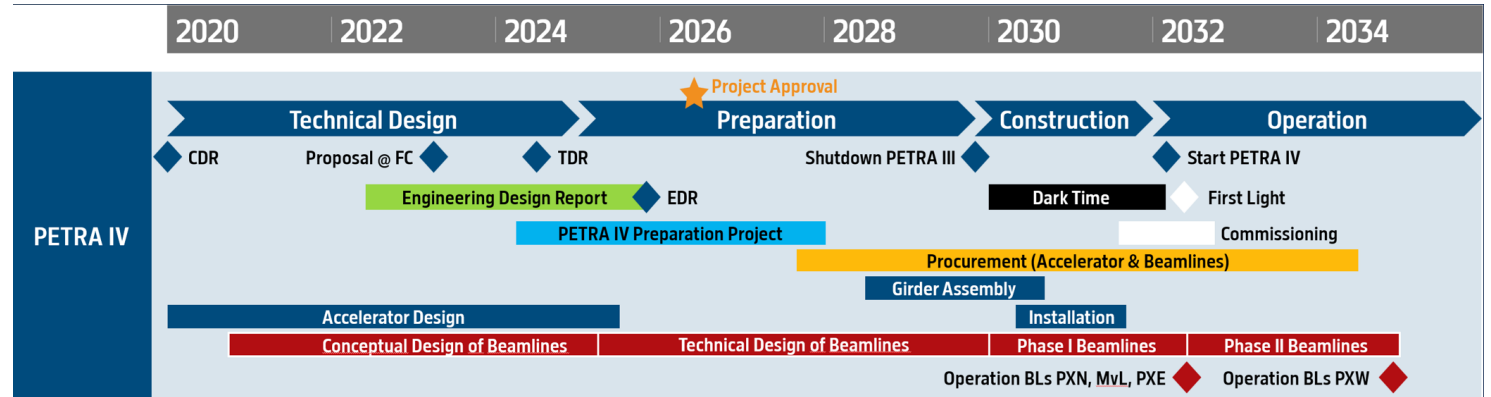 2020 2022 2024 2026 2028 2030 2032 2034
Project Approval
Technical Design Preparation Construction Operation
CDR Proposal @ FC TDR Shutdown PETRA III Start PETRA IV
Engineering Design Report EDR Dark Time First Light
PETRA IV
PETRA IV Preparation Project Commissioning
Procurement (Accelerator & Beamlines)
Girder Assembly
Accelerator Design Installation
Conceptual Design of Beamlines Technical Design of Beamlines Phase I Beamlines Phase II Beamlines
Operation BLs PXN, MvL, PXE Operation BLs PXW